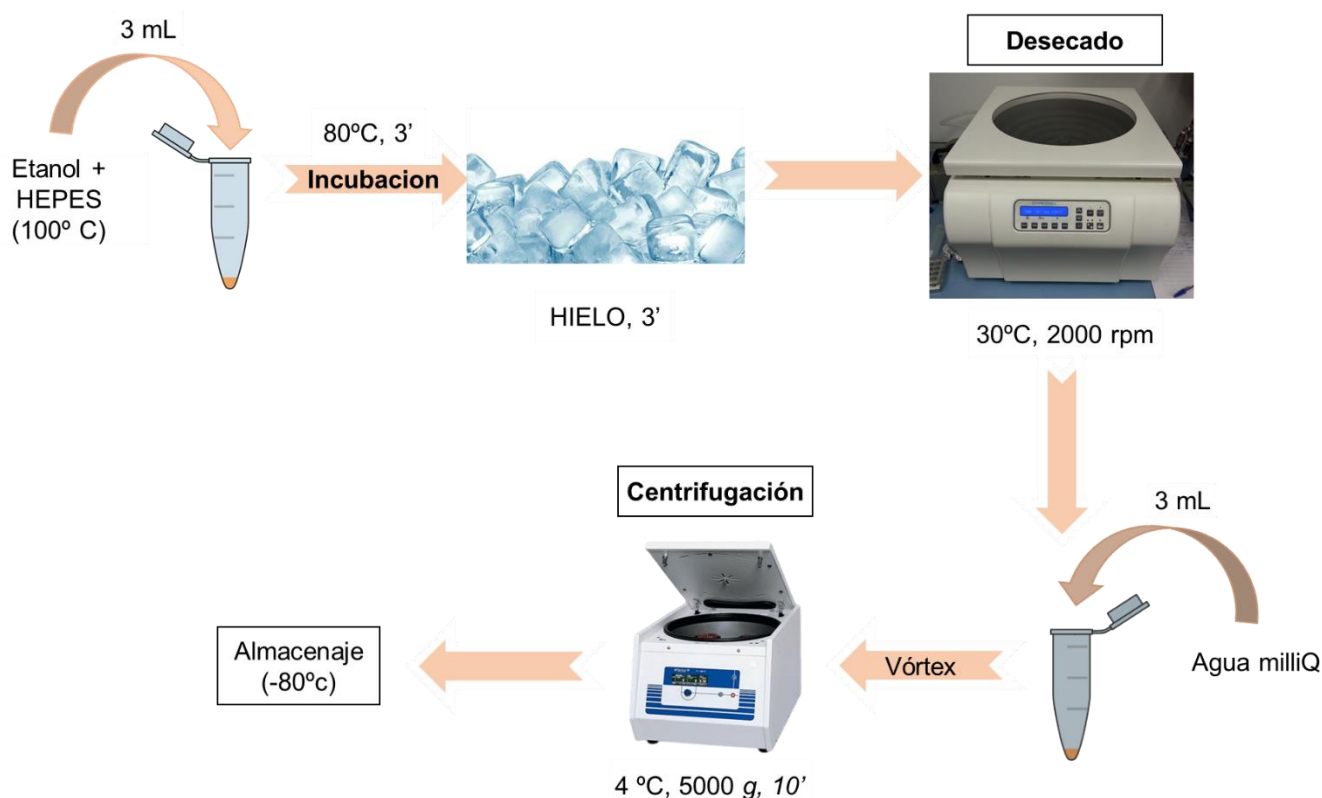 3 mL
Etanol +
HEPES
(100º C)
80ºC, 3’
Incubacion
HIELO, 3’
Desecado
30ºC, 2000 rpm
3 mL
Agua milliQ
Vórtex
Centrifugación
4 ºC, 5000 g, 10’
Almacenaje
(-80ºc)